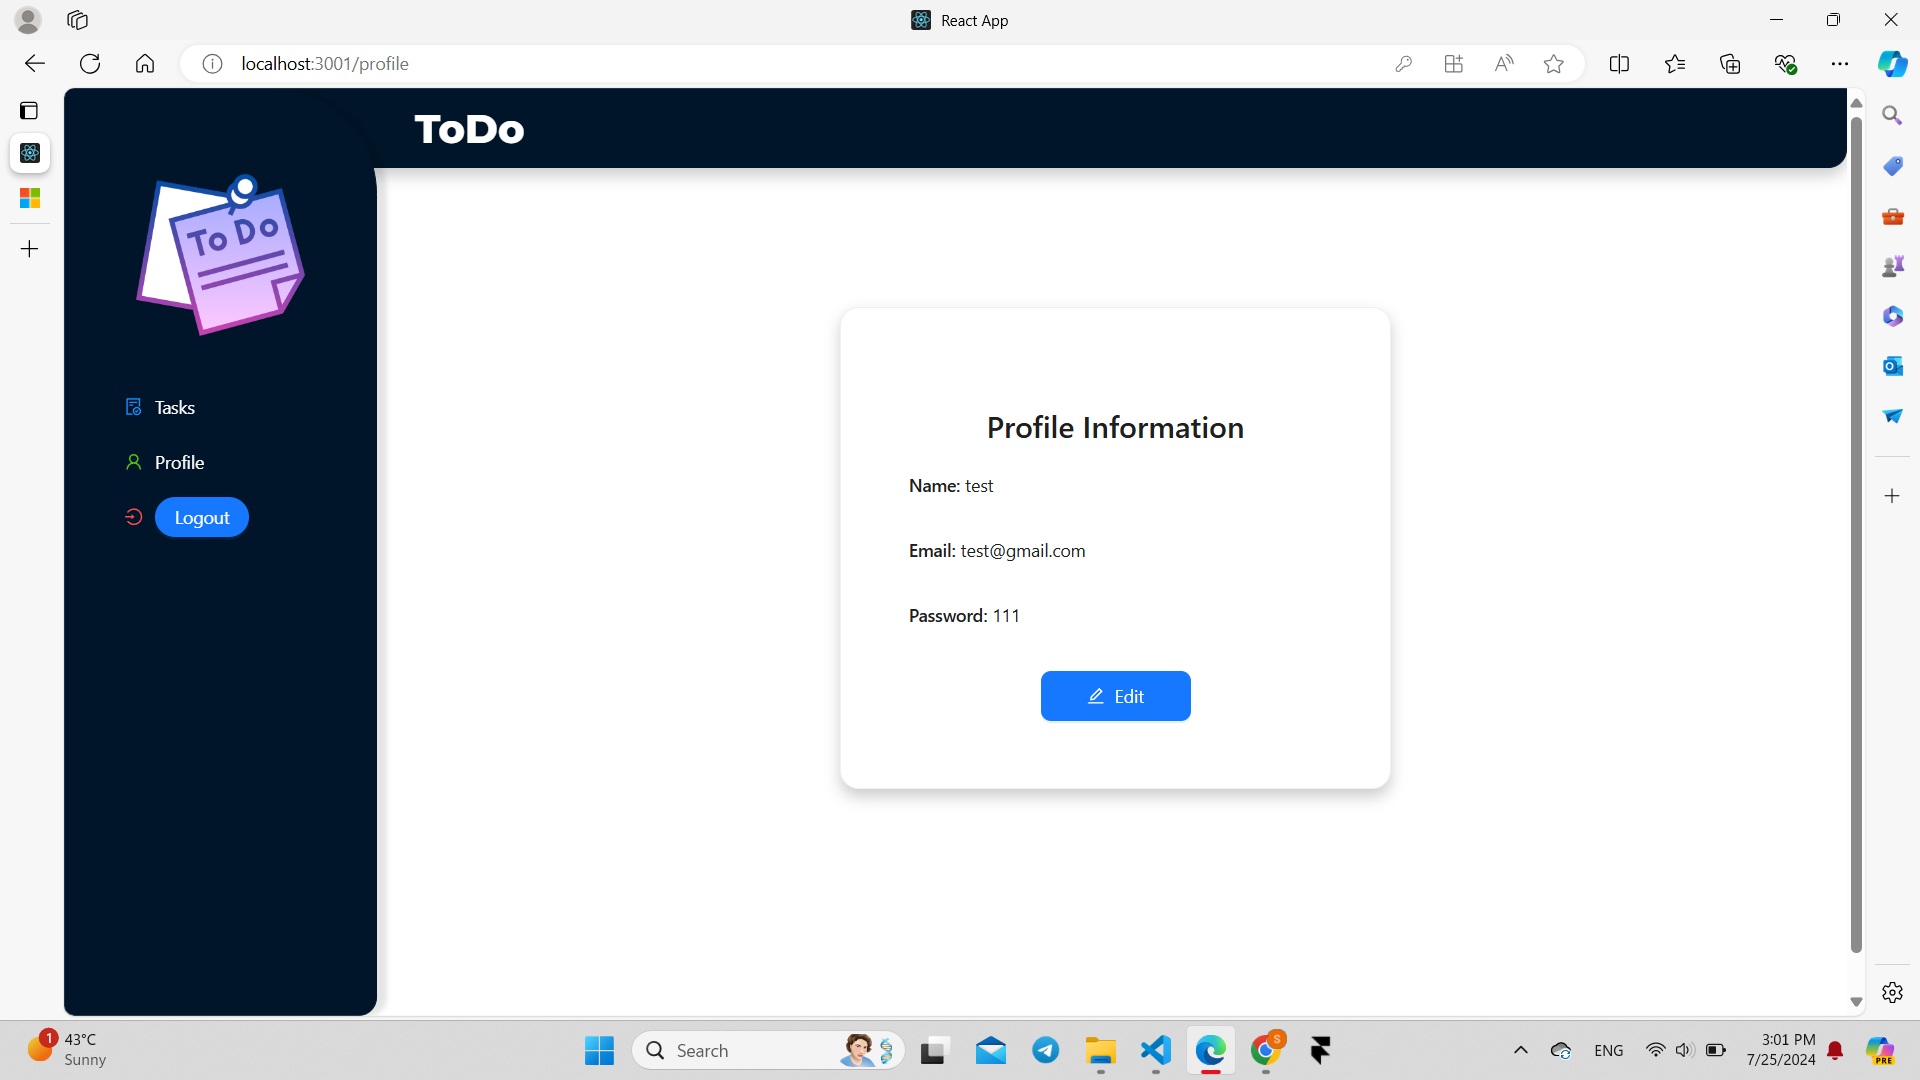 React App
localhost:3001/profile
ToDo
To Do
Tasks
Profile
Logout
Profile Information
Name: test
Email: test@gmail.com
Password: 111
Edit
1
43°C
Sunny
Search
S
ENG
3:01 PM
7/25/2024
PRE